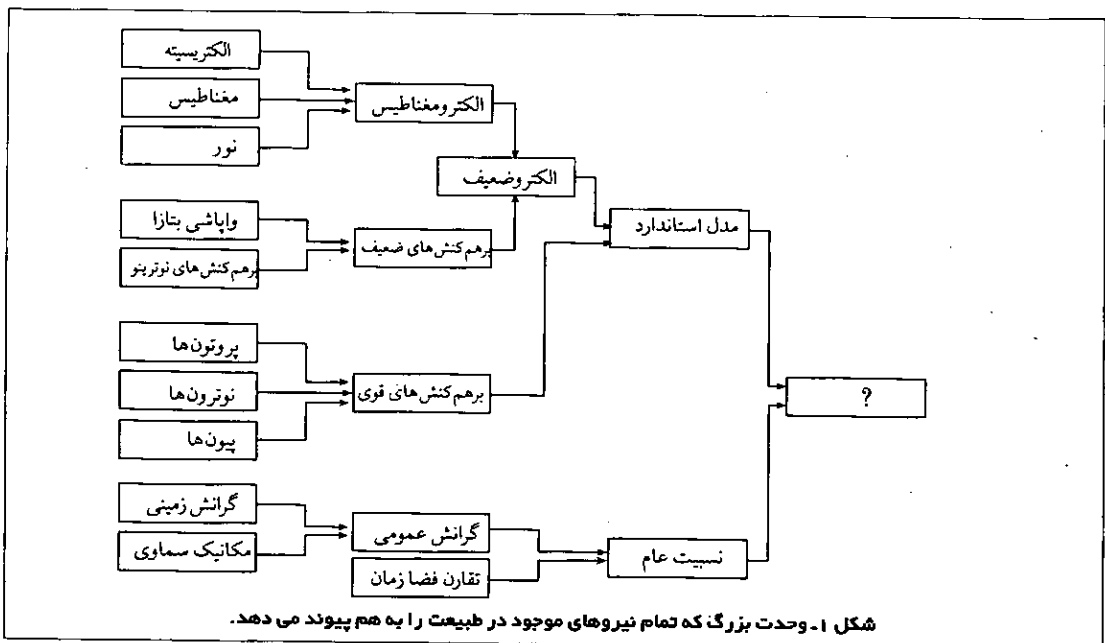 الکتریسیته
مغناطیس
نور
الکترومغناطیس
الکتروضعیف
واپاشی بتازا
برهم‌کنش‌های نوترینو
برهم‌کنش‌های ضعیف
مدل استاندارد
پروتون‌ها
نوترون‌ها
پیون‌ها
برهم‌کنش‌های قوی
?
گرانش زمینی
مکانیک سماوی
گرانش عمومی
تقارن فضا زمان
نسبیت عام
شکل ۱ـ وحدت بزرگ که تمام نیروهای موجود در طبیعت را به هم پیوند می دهد.